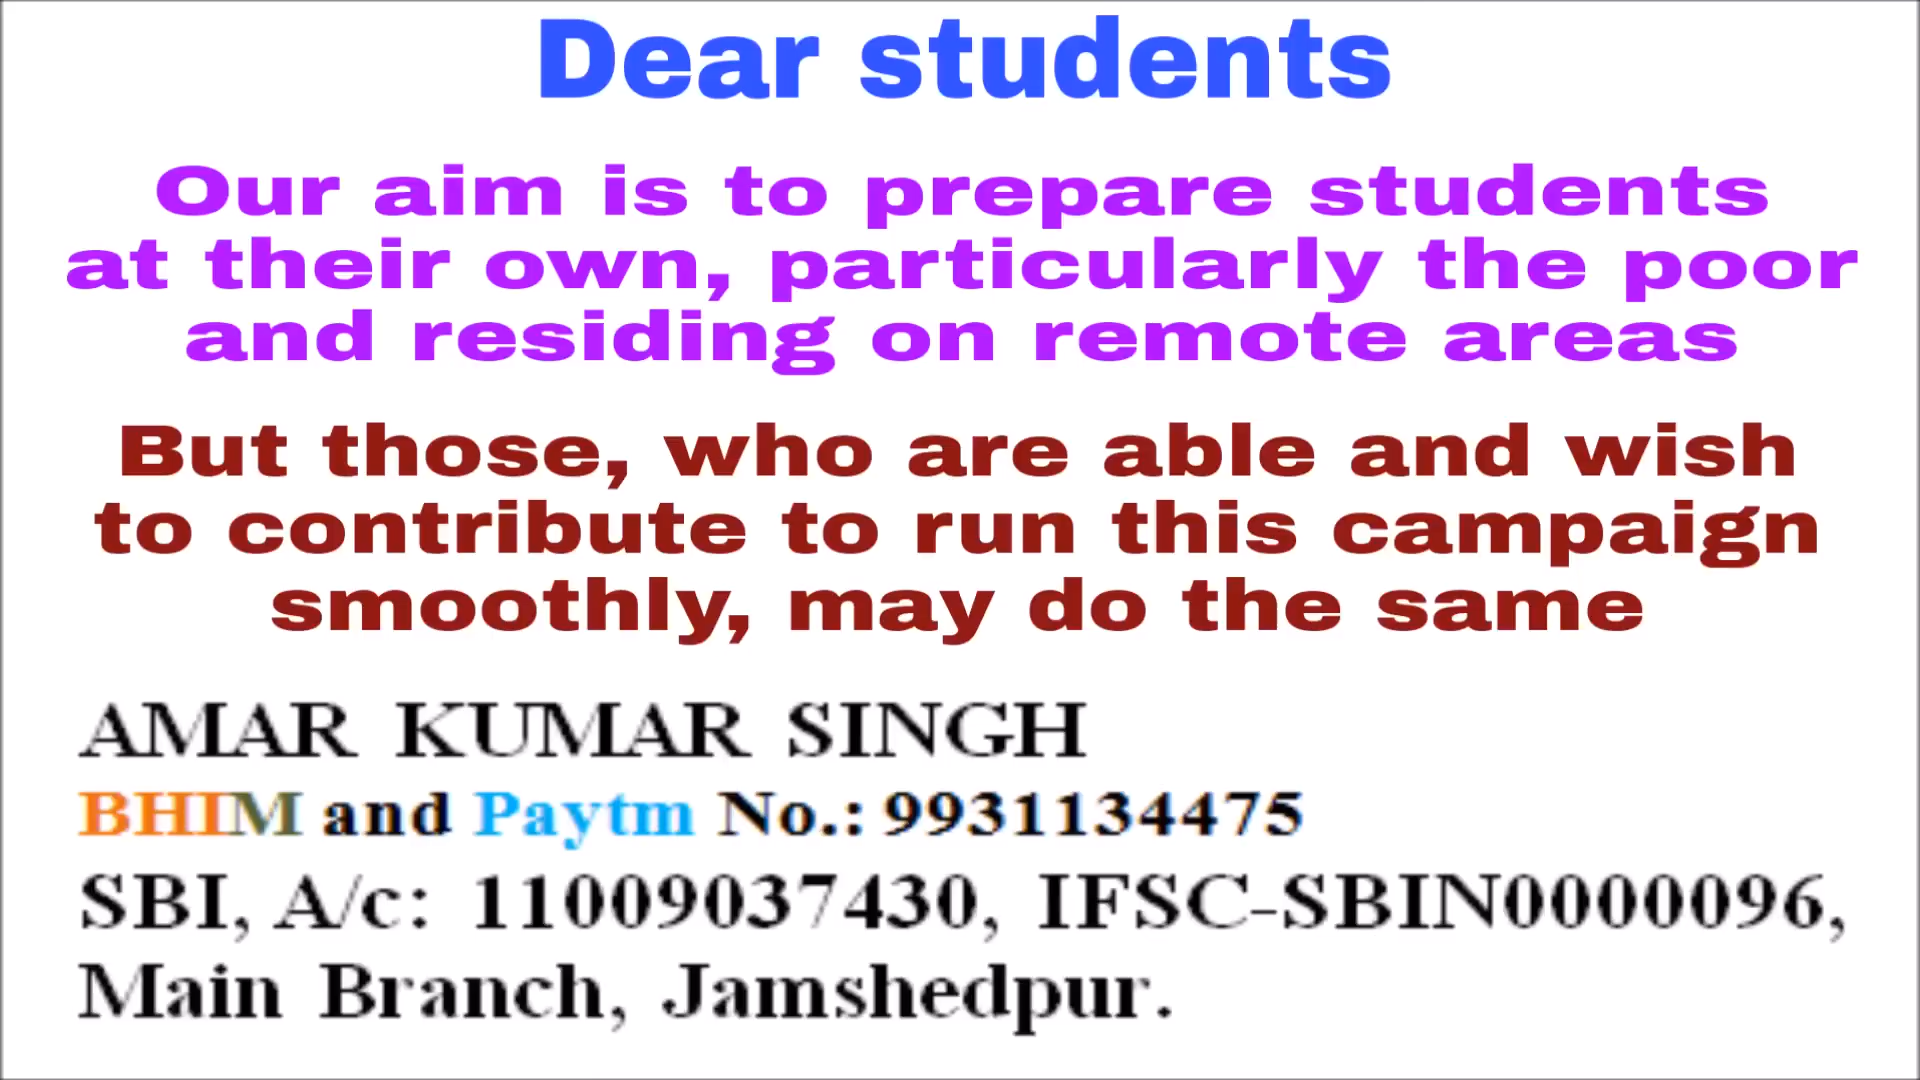 Dear students
Our aim is to prepare students
at their own, particularly the poor
and residing on remote areas
But those, who are able and wish
to contribute to run this campaign
smoothly, may do the same
AMAR KUMAR SINGH
BHIM and Paytm No.: 9931134475
SBI, A/c: 11009037430, IFSC-SBIN0000096,
Main Branch, Jamshedpur.